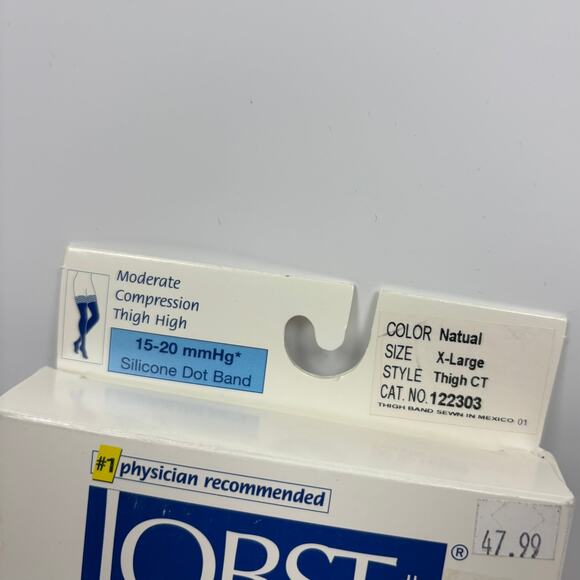 Moderate
Compression
Thigh High
15-20 mmHg*
Silicone Dot Band
COLOR Natual
SIZE X-Large
STYLE Thigh CT
CAT. NO. 122303
THIGH BAND SEWN IN MEXICO 01
#1 physician recommended
JOBST
®
47.99